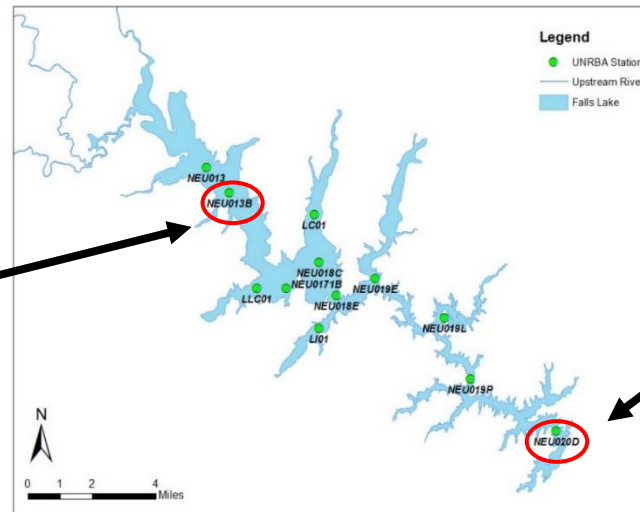 Legend
UNRBA Station
Upstream River
Falls Lake
NEU013
NEU013B
LC01
NEU018C
NEU0171B
LLC01
NEU018E
NEU019E
LI01
NEU019L
NEU019P
NEU020D
N
0 1 2 4
Miles